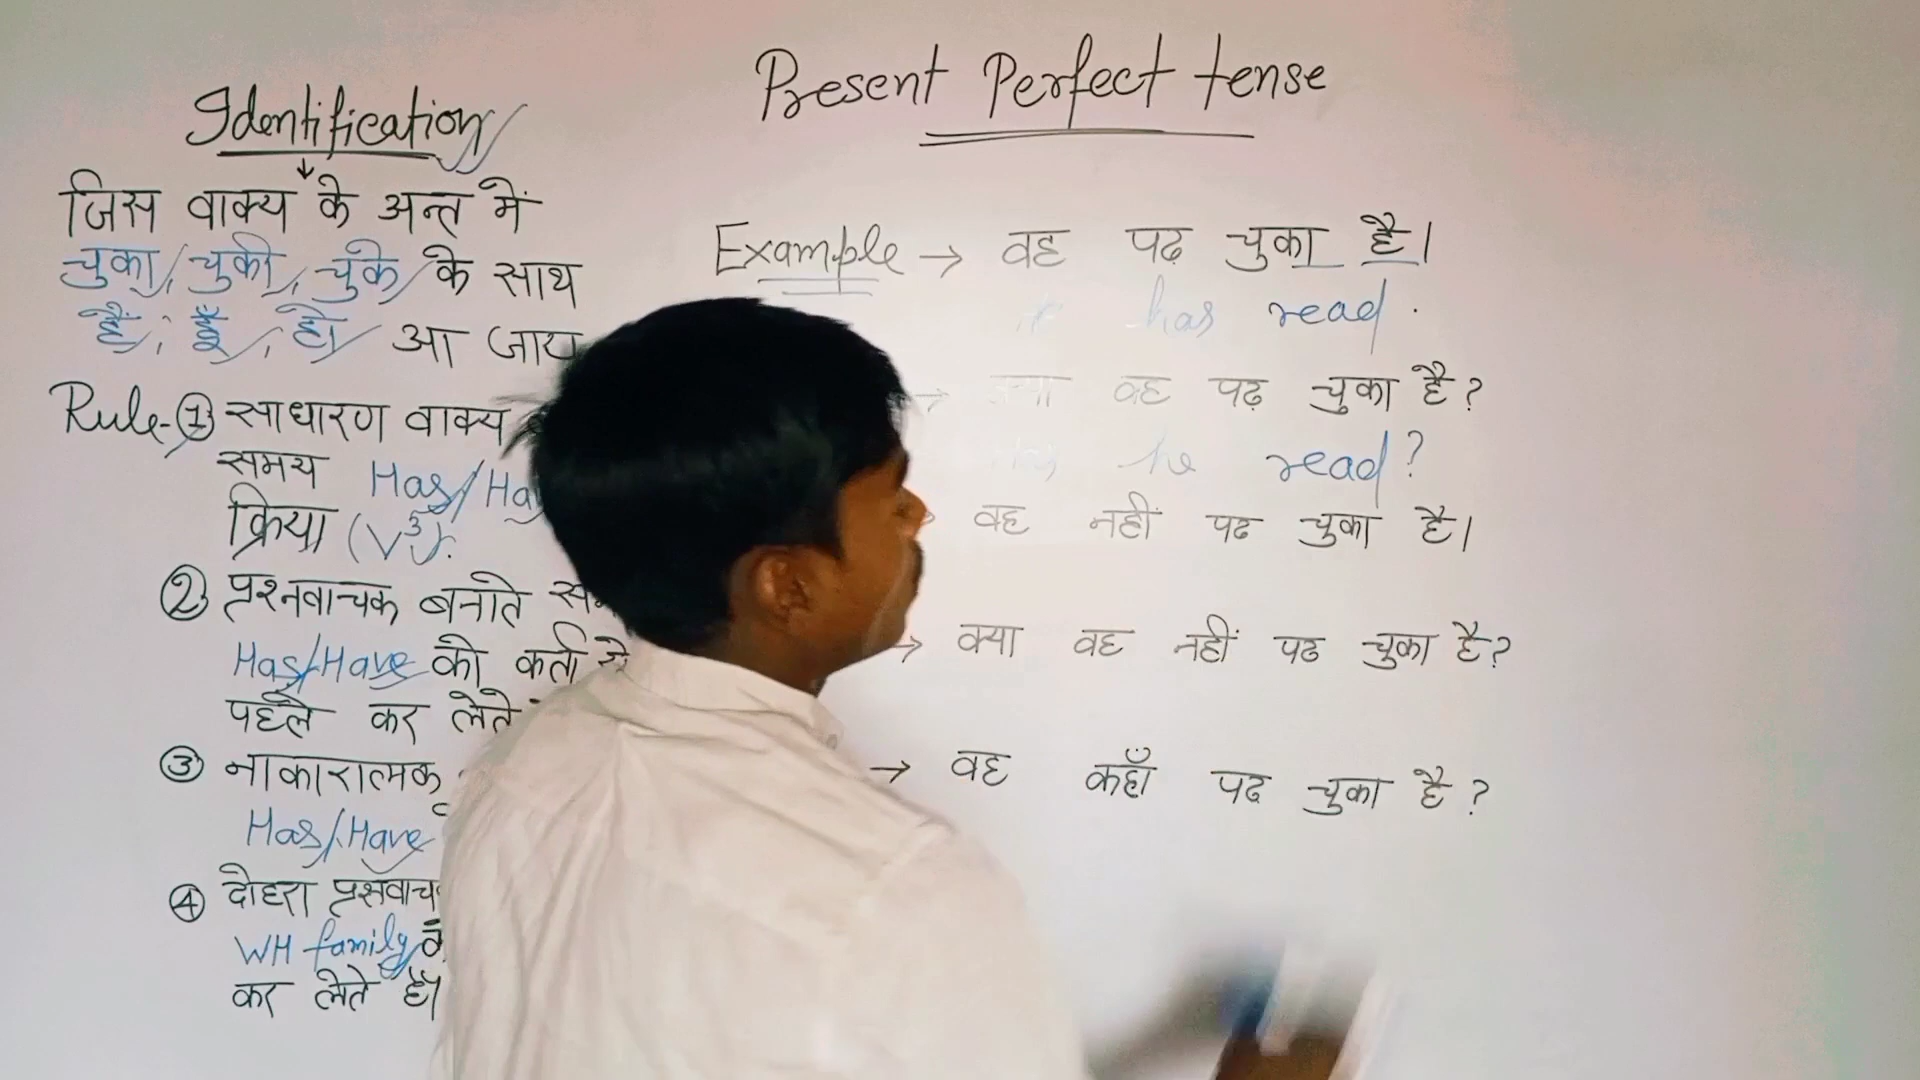 Present Perfect tense
Identification
जिस वाक्य के अन्त में
चुका, चुकी, चुके के साथ
हैं, हूँ, हो आ जाय
Rule-① साधारण वाक्य
समय Has/Ha
क्रिया (V³).
② प्रश्नवाचक बनाते
Has/Have को कर्ता से
पहले कर लेते
③ नाकारात्मक
Has/Have
④ दोहरा प्रश्नवाच
WH family
कर लेते हैं।
Example → वह पढ़ चुका है।
has read.
→ क्या वह पढ़ चुका है?
Has he read?
वह नहीं पढ चुका है।
→ क्या वह नहीं पढ चुका है?
→ वह कहाँ पढ चुका है?